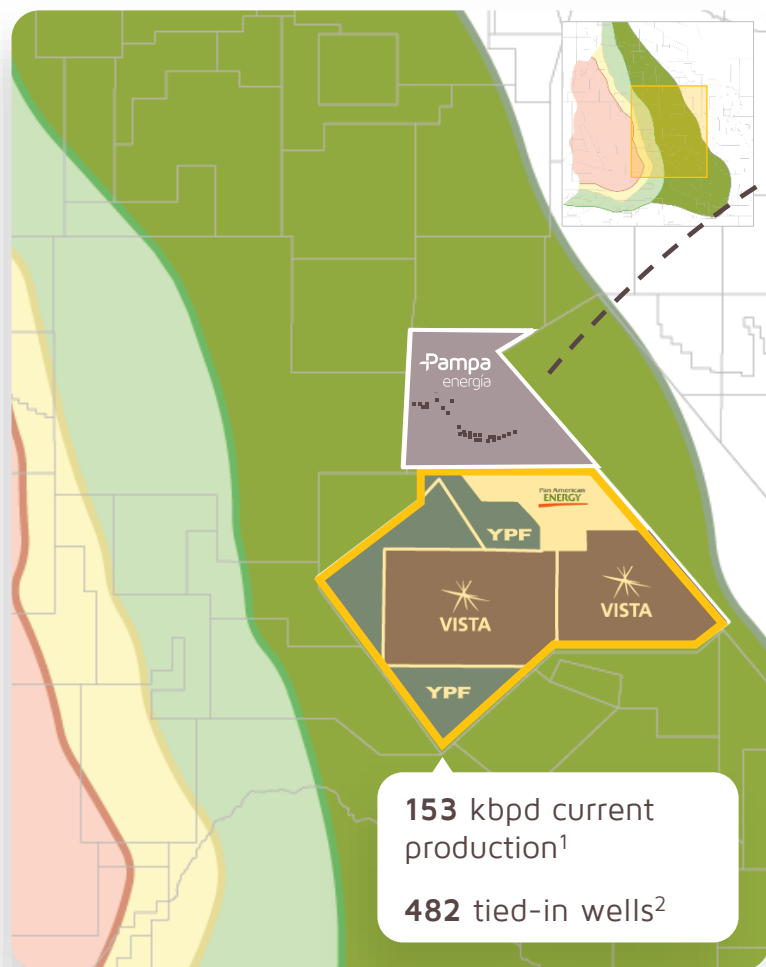 Pampa
energía
Pan American
ENERGY
YPF
VISTA
VISTA
YPF
153 kbpd current
production¹
482 tied-in wells²